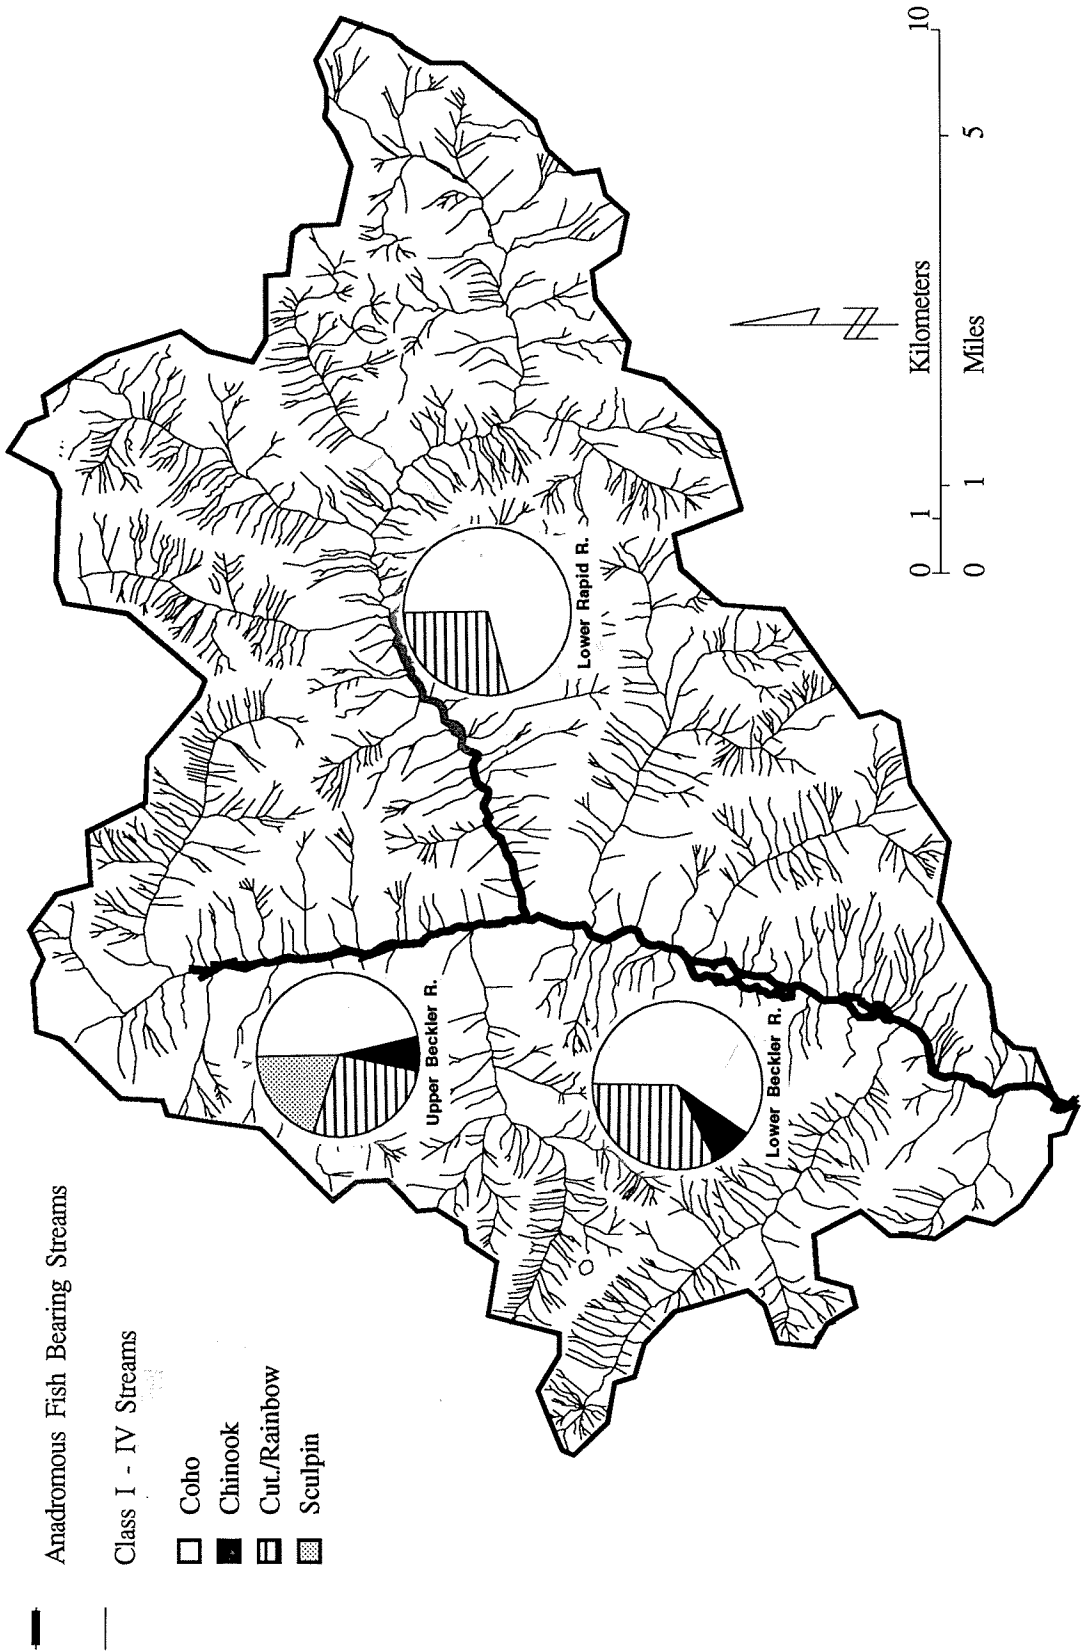 Anadromous Fish Bearing Streams
Class I - IV Streams
Coho
Chinook
Cut./Rainbow
Sculpin
Upper Beckler R.
Lower Beckler R.
Lower Rapid R.
N
0 1 Kilometers 10
0 1 Miles 5